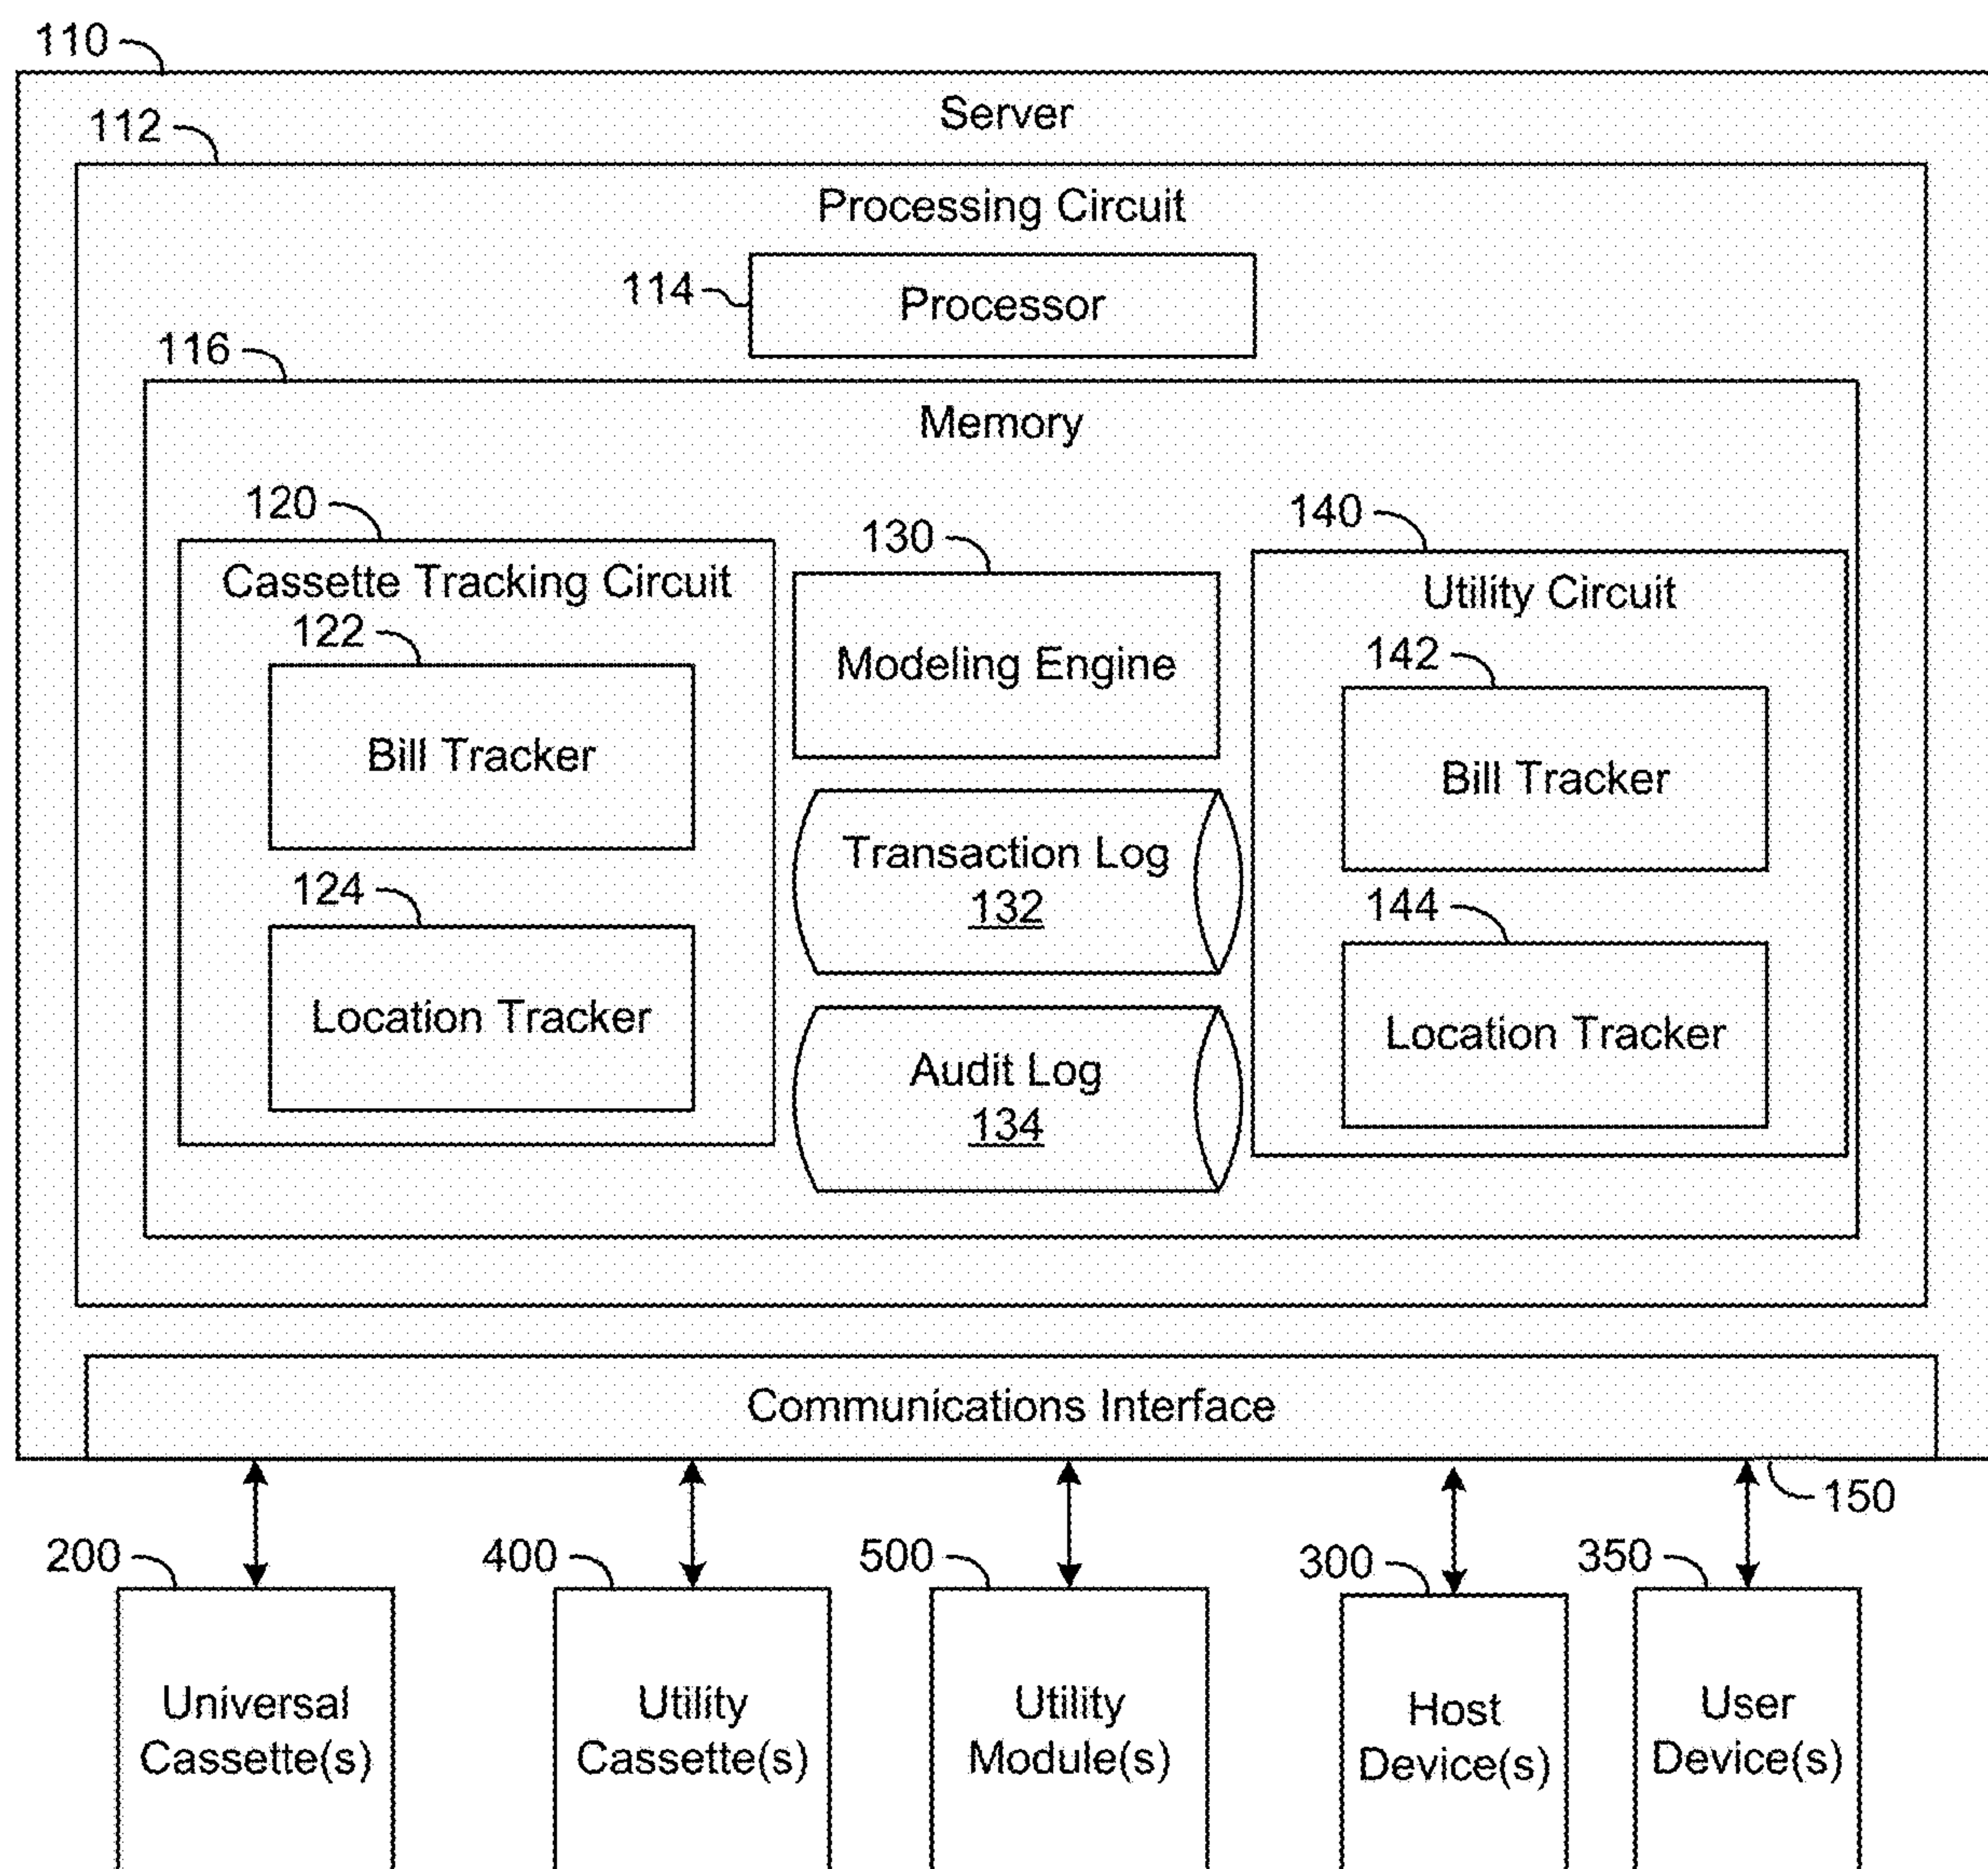 110
Server
112
Processing Circuit
114
Processor
116
Memory
120
Cassette Tracking Circuit
122
Bill Tracker
124
Location Tracker
130
Modeling Engine
Transaction Log
132
Audit Log
134
140
Utility Circuit
142
Bill Tracker
144
Location Tracker
Communications Interface
150
200
Universal
Cassette(s)
400
Utility
Cassette(s)
500
Utility
Module(s)
300
Host
Device(s)
350
User
Device(s)